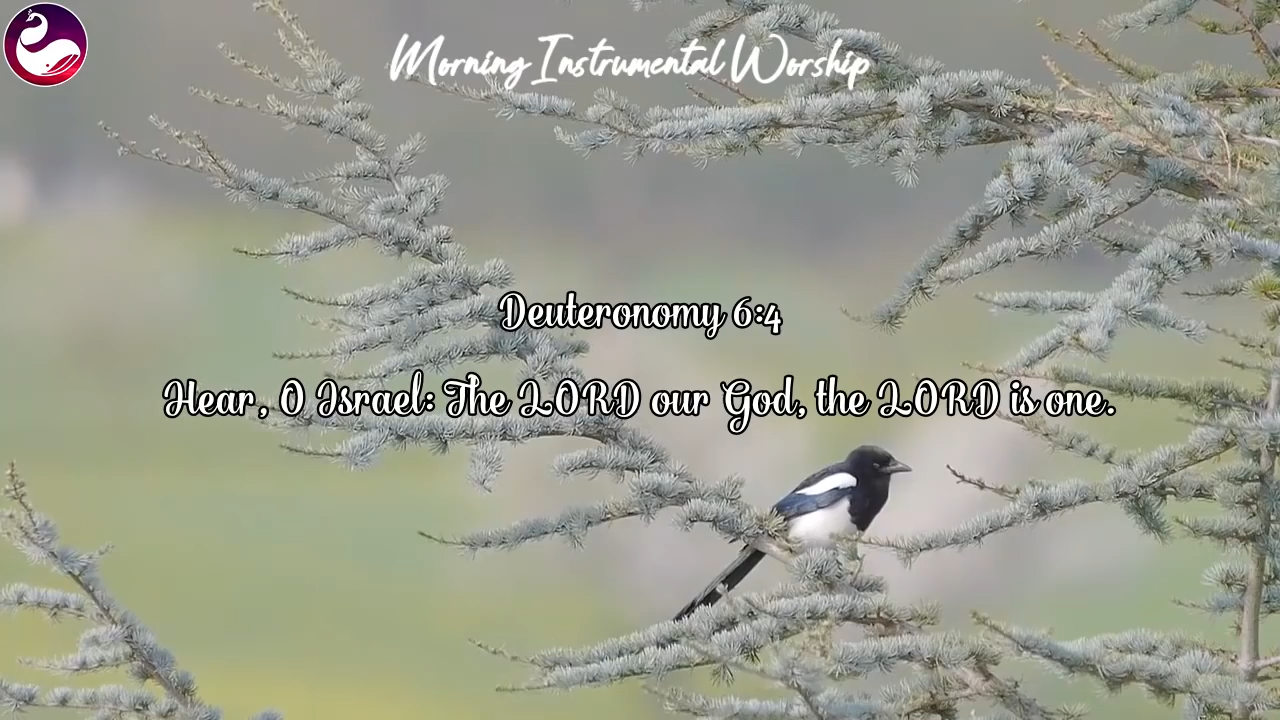 Morning Instrumental Worship
Deuteronomy 6:4
Hear, O Israel: The LORD our God, the LORD is one.